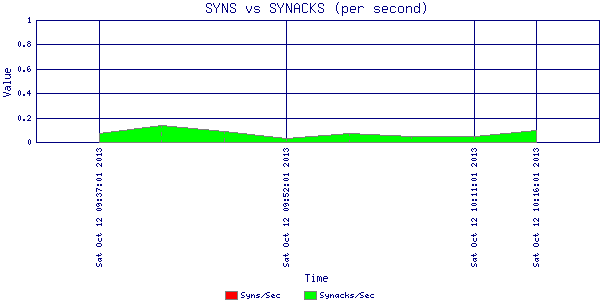 SYNS vs SYNACKS (per second)
Value
1
0.8
0.6
0.4
0.2
0
Sat Oct 12 09:37:01 2013
Sat Oct 12 09:52:01 2013
Sat Oct 12 10:11:01 2013
Sat Oct 12 10:16:01 2013
Time
Syns/Sec
Synacks/Sec